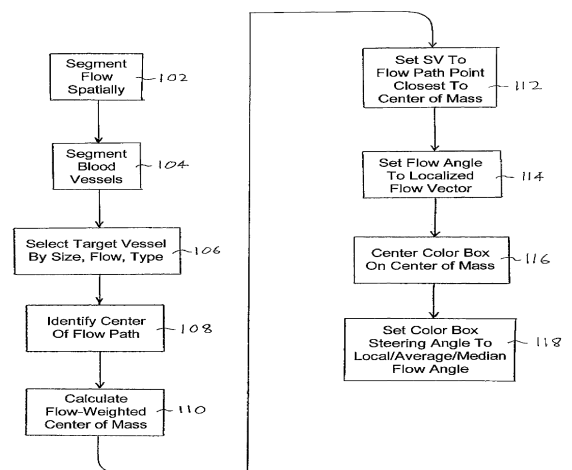 Segment
Flow
Spatially
102
Segment
Blood
Vessels
104
Select Target Vessel
By Size, Flow, Type
106
Identify Center
Of Flow Path
108
Calculate
Flow-Weighted
Center of Mass
110
Set SV To
Flow Path Point
Closest To
Center of Mass
112
Set Flow Angle
To Localized
Flow Vector
114
Center Color Box
On Center of Mass
116
Set Color Box
Steering Angle To
Local/Average/Median
Flow Angle
118